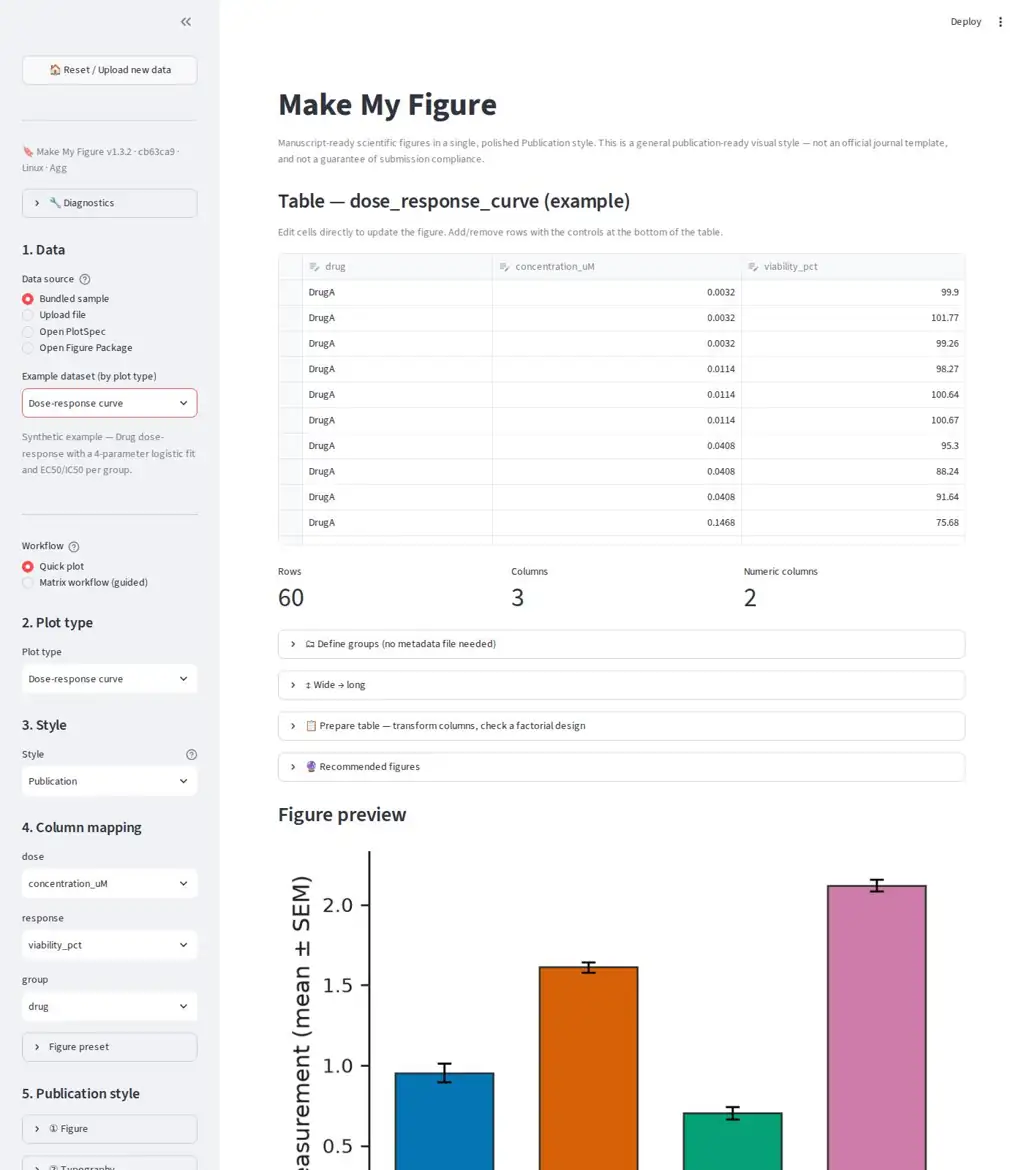 Deploy
🏠 Reset / Upload new data
🔖 Make My Figure v1.3.2 · cb63ca9 ·
Linux · Agg
🔧 Diagnostics
1. Data
Data source
Bundled sample
Upload file
Open PlotSpec
Open Figure Package
Example dataset (by plot type)
Dose-response curve
Synthetic example — Drug dose-
response with a 4-parameter logistic fit
and EC50/IC50 per group.
Workflow
Quick plot
Matrix workflow (guided)
2. Plot type
Plot type
Dose-response curve
3. Style
Style
Publication
4. Column mapping
dose
concentration_uM
response
viability_pct
group
drug
Figure preset
5. Publication style
① Figure
② Typography
Make My Figure
Manuscript-ready scientific figures in a single, polished Publication style. This is a general publication-ready visual style — not an official journal template,
and not a guarantee of submission compliance.
Table — dose_response_curve (example)
Edit cells directly to update the figure. Add/remove rows with the controls at the bottom of the table.
drug concentration_uM viability_pct
DrugA 0.0032 99.9
DrugA 0.0032 101.77
DrugA 0.0032 99.26
DrugA 0.0114 98.27
DrugA 0.0114 100.64
DrugA 0.0114 100.67
DrugA 0.0408 95.3
DrugA 0.0408 88.24
DrugA 0.0408 91.64
DrugA 0.1468 75.68
Rows Columns Numeric columns
60 3 2
🗂 Define groups (no metadata file needed)
↕ Wide → long
📋 Prepare table — transform columns, check a factorial design
🔮 Recommended figures
Figure preview
asurement (mean ± SEM)
2.0
1.5
1.0
0.5